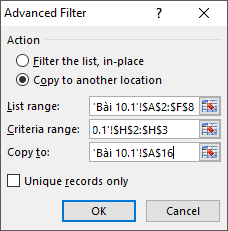 Advanced Filter
Action
Filter the list, in-place
Copy to another location
List range: 'Bài 10.1'!$A$2:$F$8
Criteria range: 0.1'!$H$2:$H$3
Copy to: 'Bài 10.1'!$A$16
Unique records only
OK Cancel